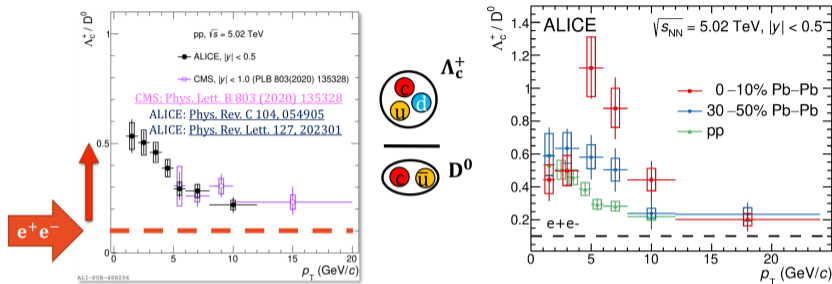 Λc+ / D0
1
0.5
0
0
5
10
15
20
pT (GeV/c)
pp, √s = 5.02 TeV
ALICE, |y| < 0.5
CMS, |y| < 1.0 (PLB 803(2020) 135328)
CMS: Phys. Lett. B 803 (2020) 135328
ALICE: Phys. Rev. C 104, 054905
ALICE: Phys. Rev. Lett. 127, 202301
e+e−
ALI-PUB-488256
Λc+
c
u
d
D0
c
ū
Λc+ / D0
1.4
1.2
1
0.8
0.6
0.4
0.2
0
5
10
15
20
pT (GeV/c)
ALICE
√sNN = 5.02 TeV, |y| < 0.5
0 –10% Pb–Pb
30 –50% Pb–Pb
pp
e+e-